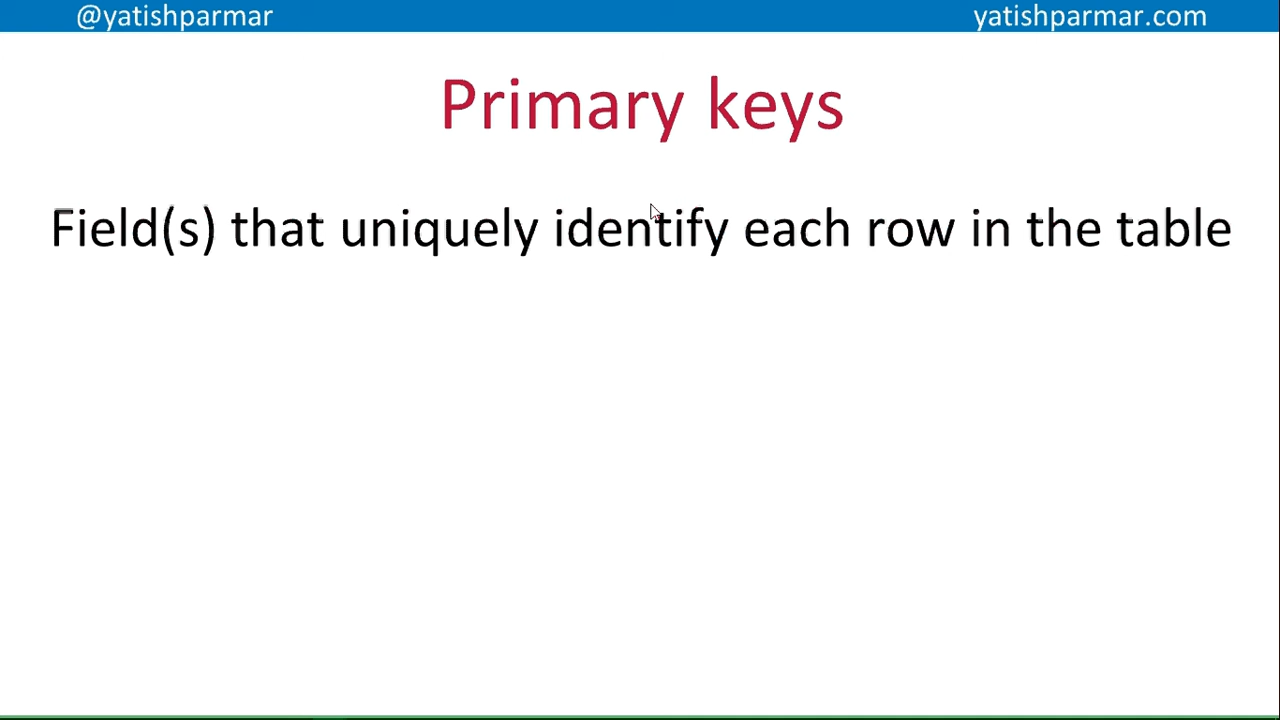 @yatishparmar yatishparmar.com
Primary keys
Field(s) that uniquely identify each row in the table